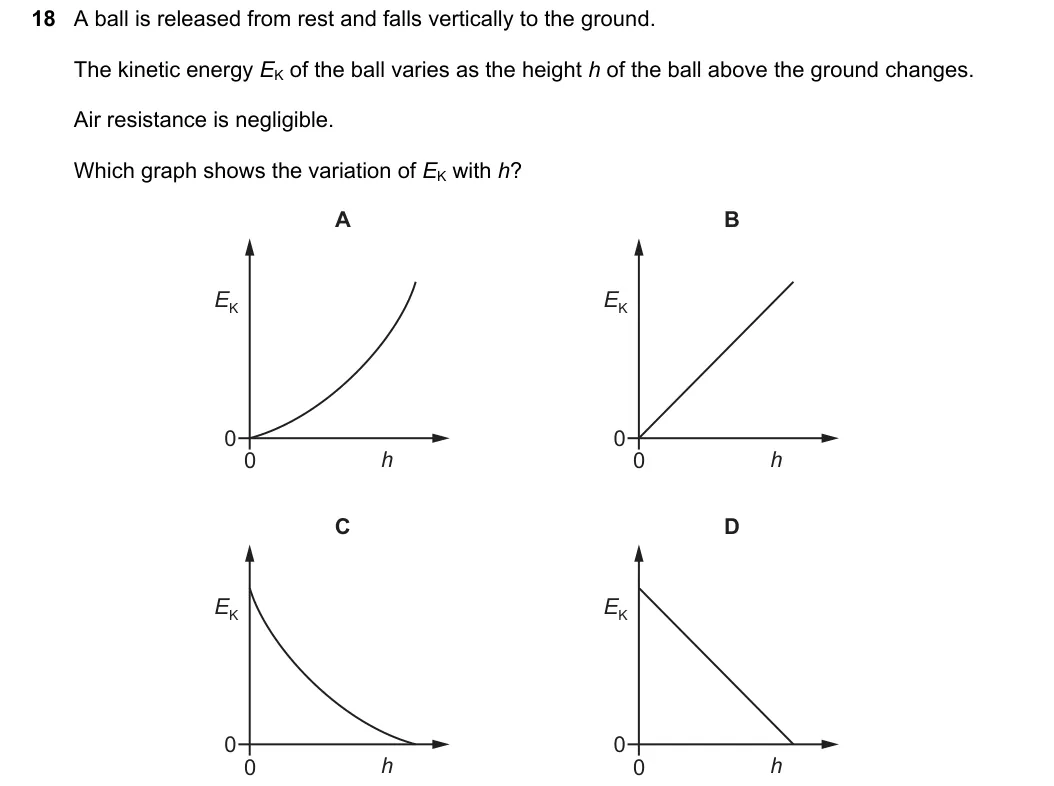 18 A ball is released from rest and falls vertically to the ground.
The kinetic energy EK of the ball varies as the height h of the ball above the ground changes.
Air resistance is negligible.
Which graph shows the variation of EK with h?
A
EK
0
0
h
B
EK
0
0
h
C
EK
0
0
h
D
EK
0
0
h